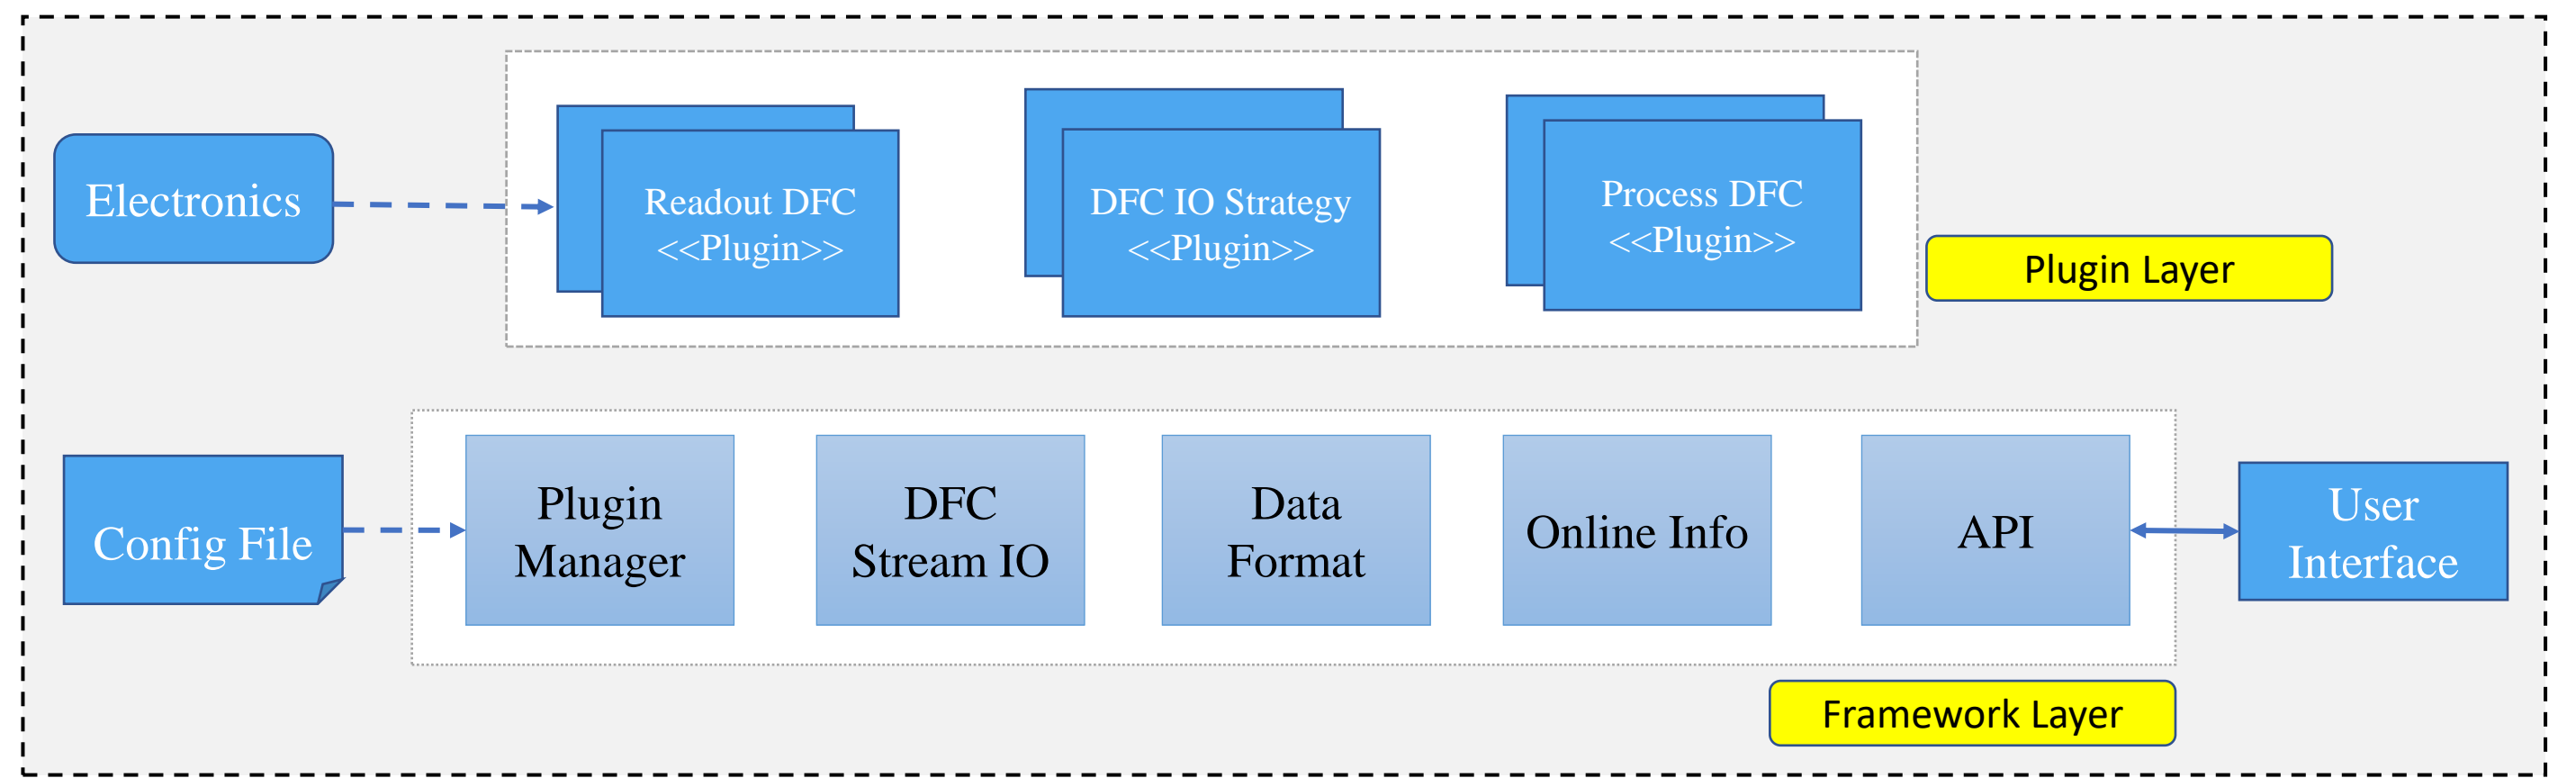 Electronics
Readout DFC
<<Plugin>>
DFC IO Strategy
<<Plugin>>
Process DFC
<<Plugin>>
Plugin Layer
Config File
Plugin
Manager
DFC
Stream IO
Data
Format
Online Info
API
User
Interface
Framework Layer